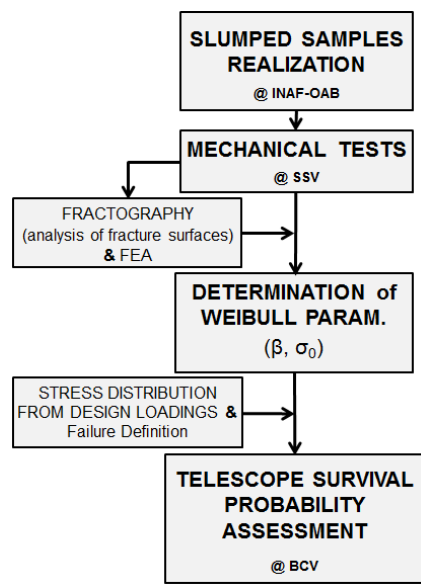 SLUMPED SAMPLES
REALIZATION
@ INAF-OAB
MECHANICAL TESTS
@ SSV
FRACTOGRAPHY
(analysis of fracture surfaces)
& FEA
DETERMINATION of
WEIBULL PARAM.
(β, σ₀)
STRESS DISTRIBUTION
FROM DESIGN LOADINGS &
Failure Definition
TELESCOPE SURVIVAL
PROBABILITY
ASSESSMENT
@ BCV